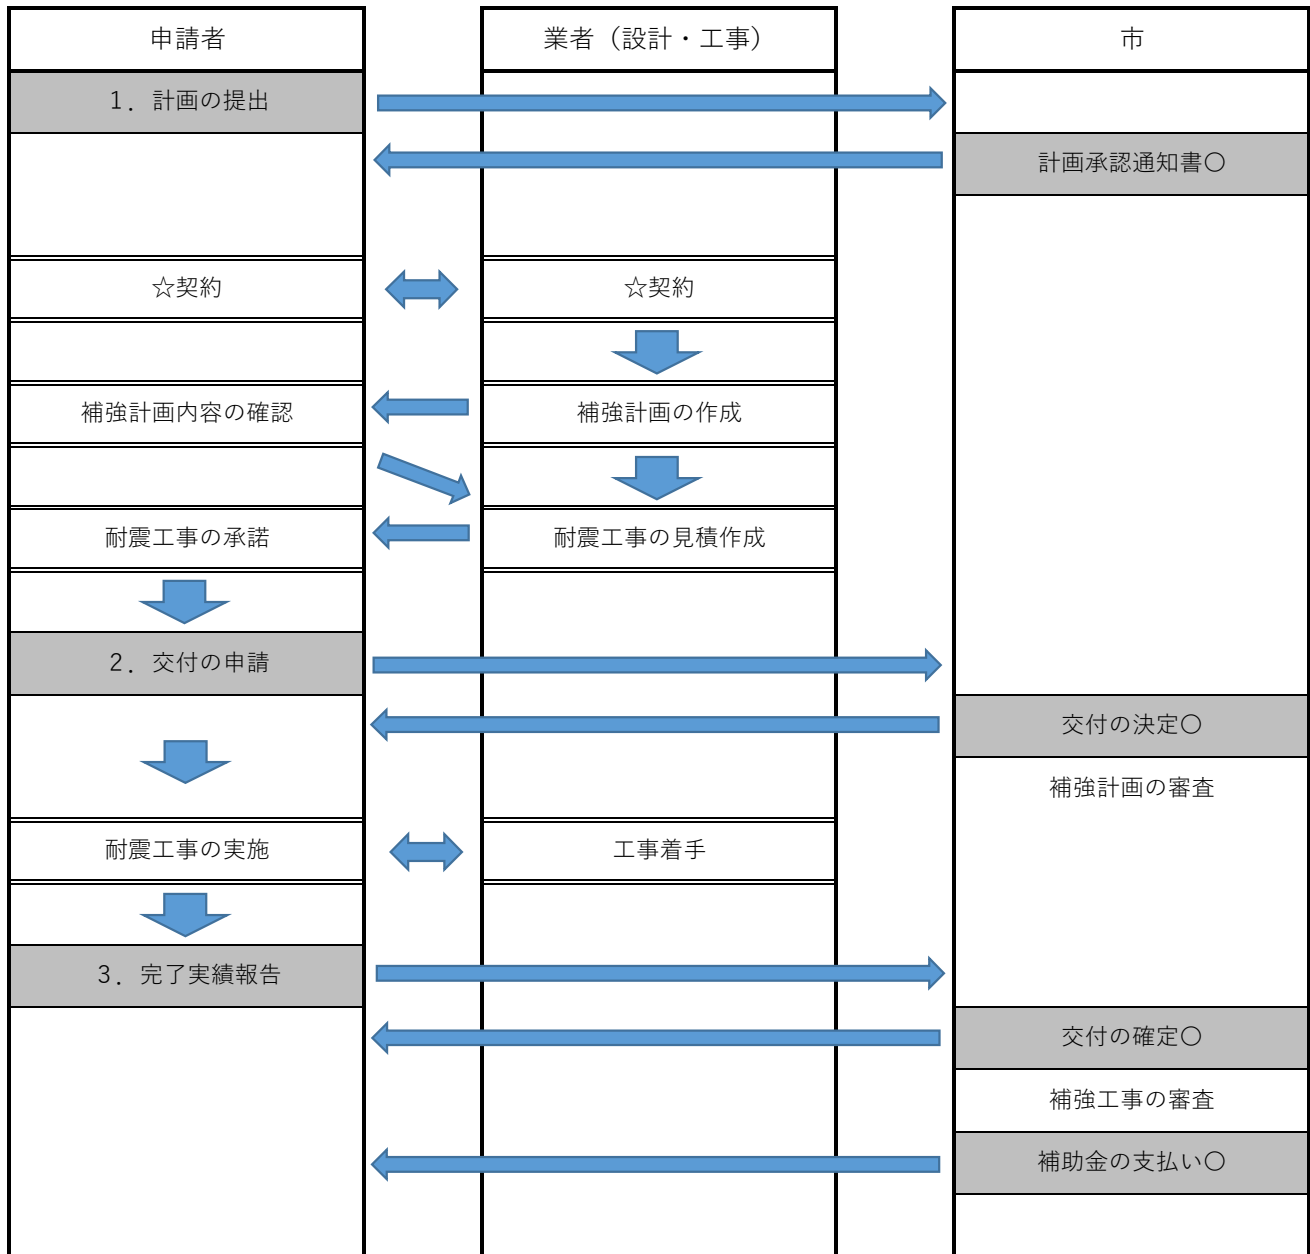 申請者
業者（設計・工事）
市
1．計画の提出
計画承認通知書〇
☆契約
☆契約
補強計画内容の確認
補強計画の作成
耐震工事の承諾
耐震工事の見積作成
2．交付の申請
交付の決定〇
補強計画の審査
耐震工事の実施
工事着手
3．完了実績報告
交付の確定〇
補強工事の審査
補助金の支払い〇